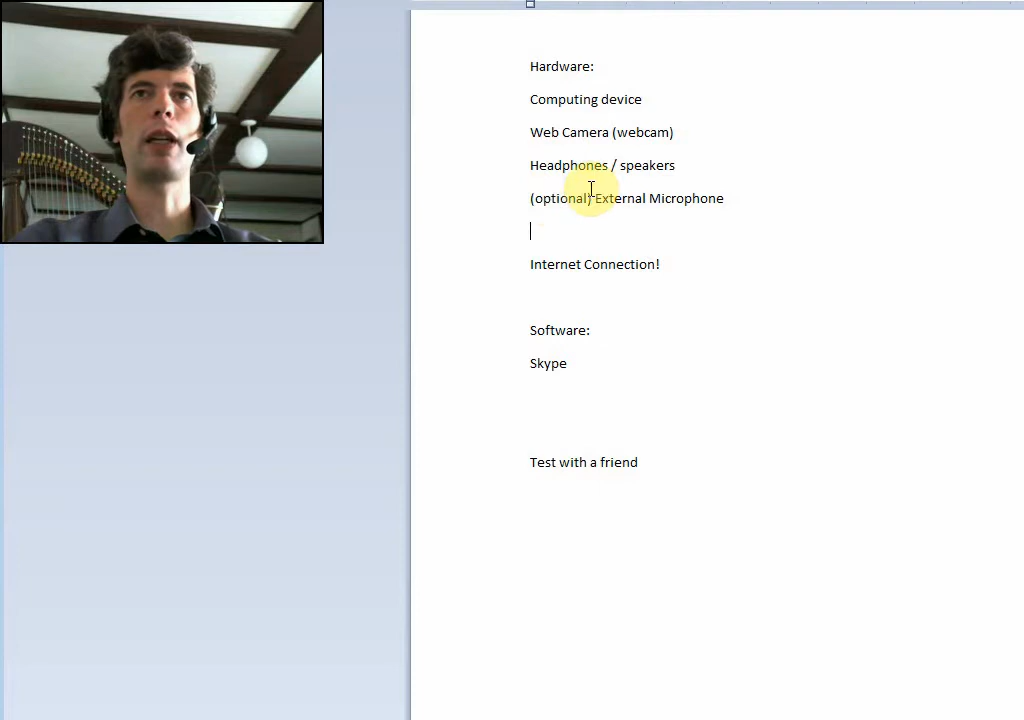 Hardware:
Computing device
Web Camera (webcam)
Headphones / speakers
(optional) External Microphone
Internet Connection!
Software:
Skype
Test with a friend